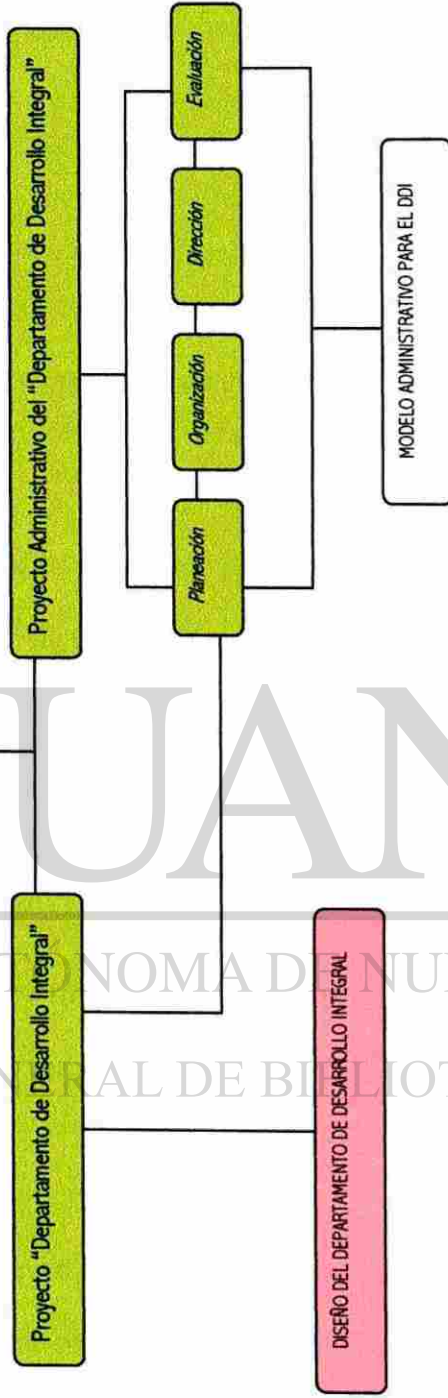 Proyecto "Departamento de Desarrollo Integral"
Proyecto Administrativo del "Departamento de Desarrollo Integral"
Planeación
Organización
Dirección
Evaluación
DISEÑO DEL DEPARTAMENTO DE DESARROLLO INTEGRAL
MODELO ADMINISTRATIVO PARA EL DDI
UAN
TÓNOMA DE NU
NERAL DE BIBLIOT